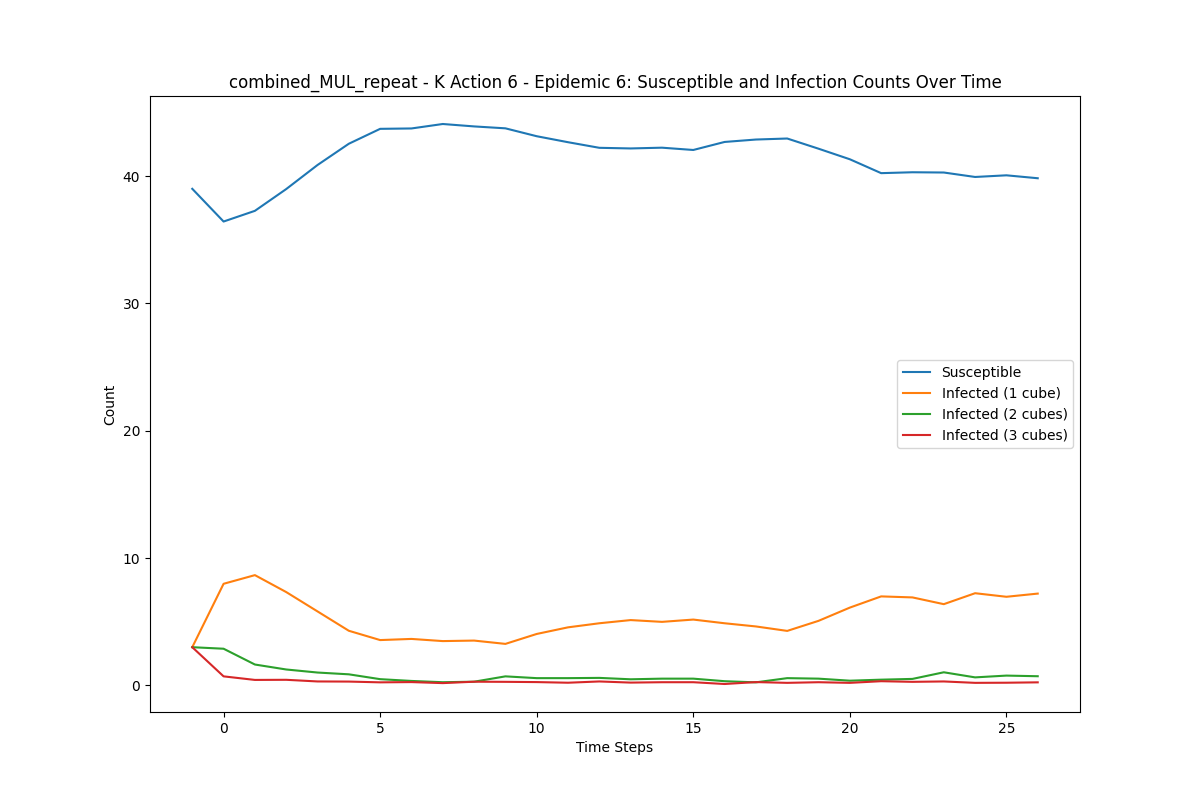 combined_MUL_repeat - K Action 6 - Epidemic 6: Susceptible and Infection Counts Over Time
Count
40
30
20
10
0
Susceptible
Infected (1 cube)
Infected (2 cubes)
Infected (3 cubes)
0 5 10 15 20 25
Time Steps